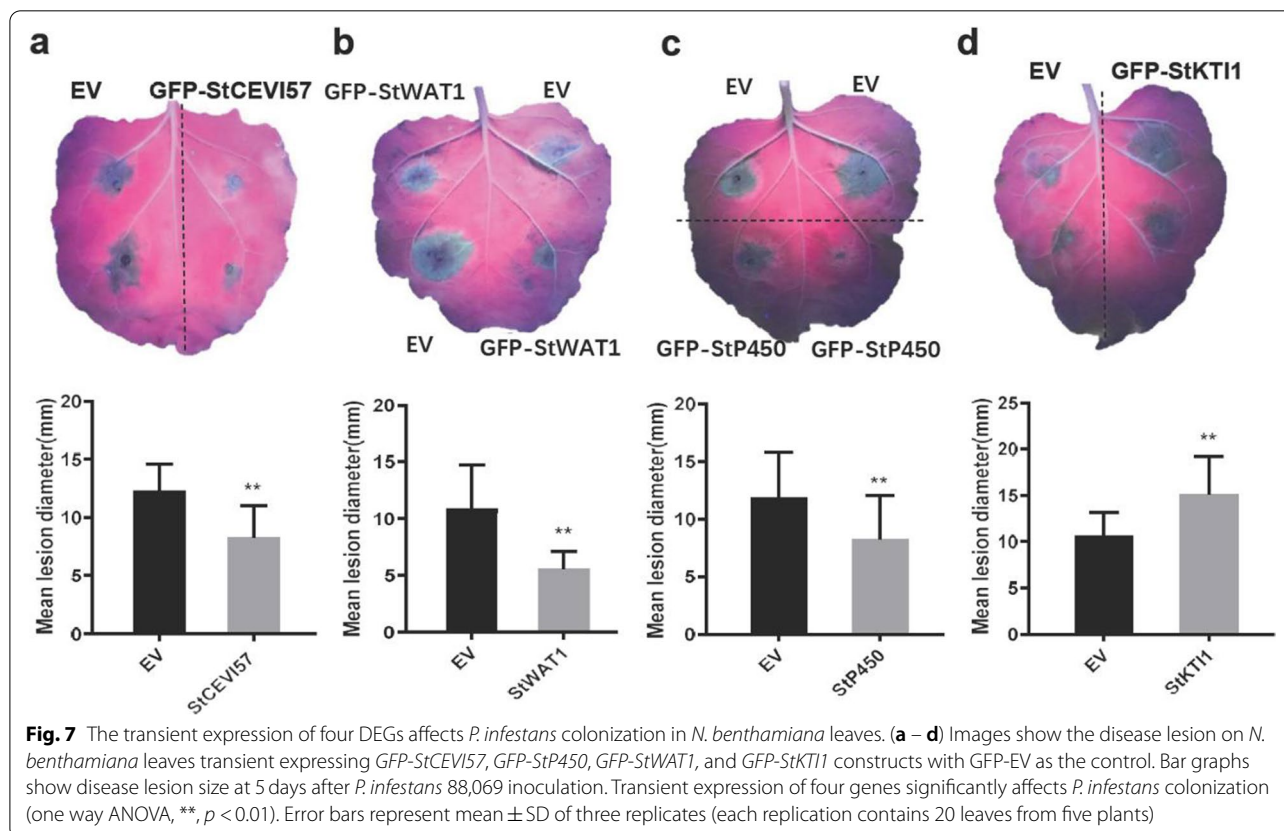 a
EV GFP-StCEVI57
b
GFP-StWAT1 EV
EV GFP-StWAT1
c
EV EV
GFP-StP450 GFP-StP450
d
EV GFP-StKTI1
Mean lesion diameter(mm)
20
15
10
5
0
**
EV
StCEVI57
Mean lesion diameter(mm)
20
15
10
5
0
**
EV
StWAT1
Mean lesion diameter(mm)
20
15
10
5
0
**
EV
StP450
Mean lesion diameter(mm)
25
20
15
10
5
0
**
EV
StKTI1
Fig. 7 The transient expression of four DEGs affects P. infestans colonization in N. benthamiana leaves. (a – d) Images show the disease lesion on N.
benthamiana leaves transient expressing GFP-StCEVI57, GFP-StP450, GFP-StWAT1, and GFP-StKTI1 constructs with GFP-EV as the control. Bar graphs
show disease lesion size at 5 days after P. infestans 88,069 inoculation. Transient expression of four genes significantly affects P. infestans colonization
(one way ANOVA, **, p < 0.01). Error bars represent mean ± SD of three replicates (each replication contains 20 leaves from five plants)